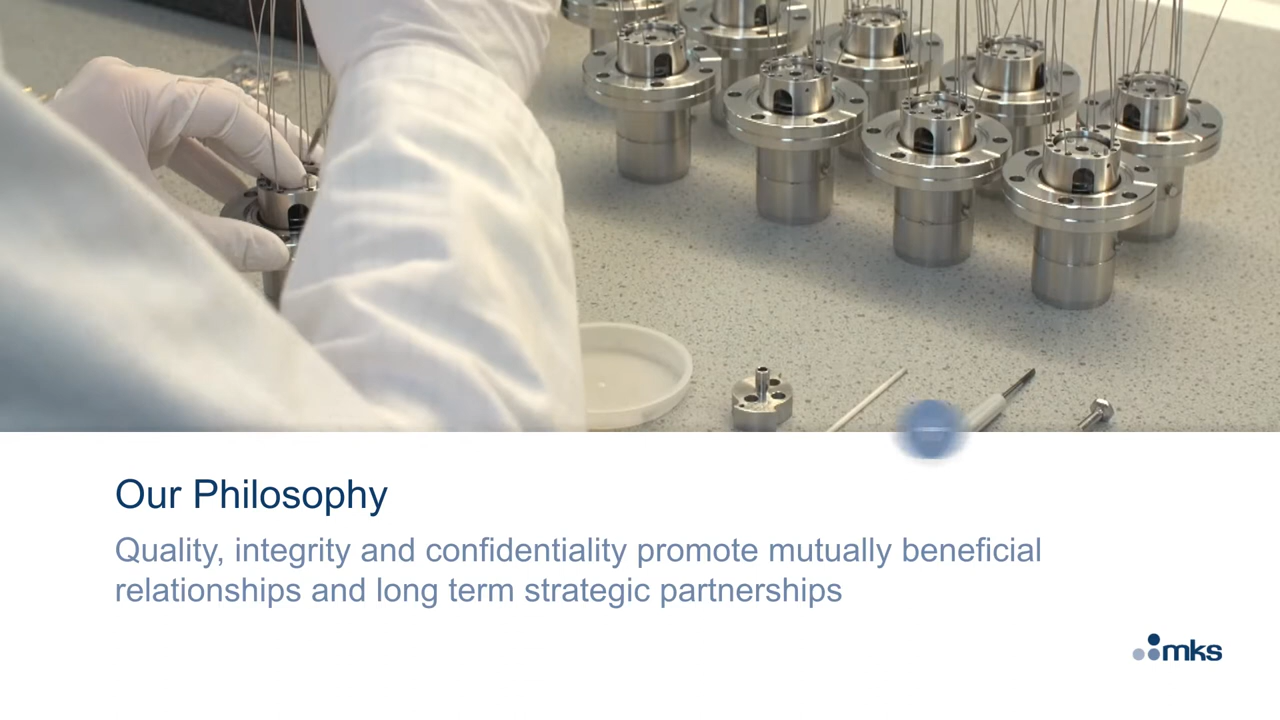 Our Philosophy
Quality, integrity and confidentiality promote mutually beneficial
relationships and long term strategic partnerships
mks